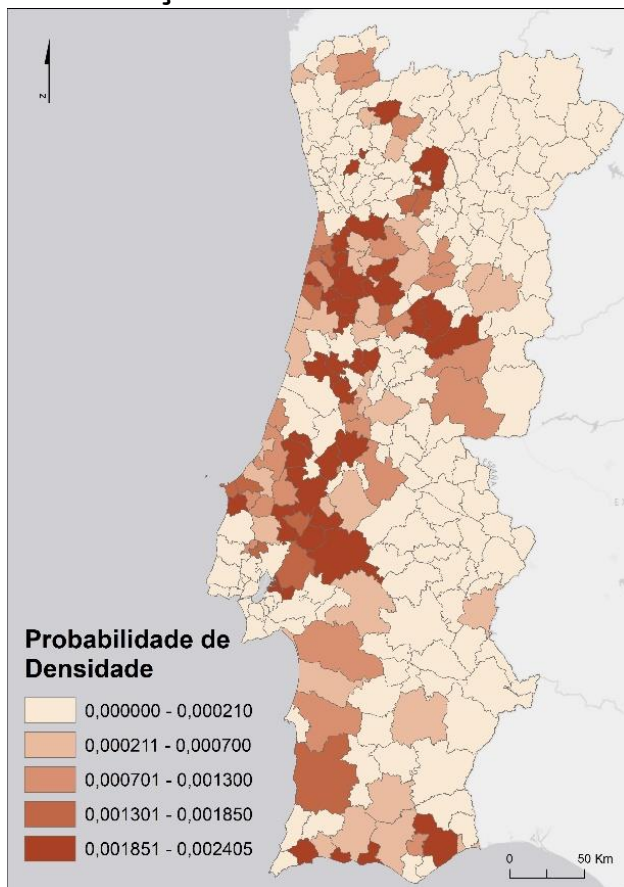 z
ESPAÑA
Probabilidade de
Densidade
0,000000 - 0,000210
0,000211 - 0,000700
0,000701 - 0,001300
0,001301 - 0,001850
0,001851 - 0,002405
0 50 Km